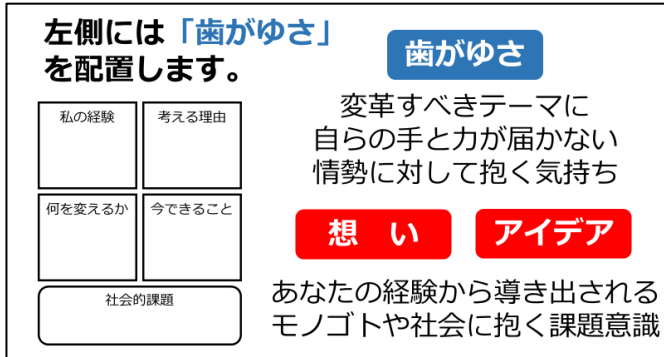 左側には「歯がゆさ」
を配置します。
私の経験
考える理由
何を変えるか
今できること
社会的課題
歯がゆさ
変革すべきテーマに
自らの手と力が届かない
情勢に対して抱く気持ち
想　い
アイデア
あなたの経験から導き出される
モノゴトや社会に抱く課題意識